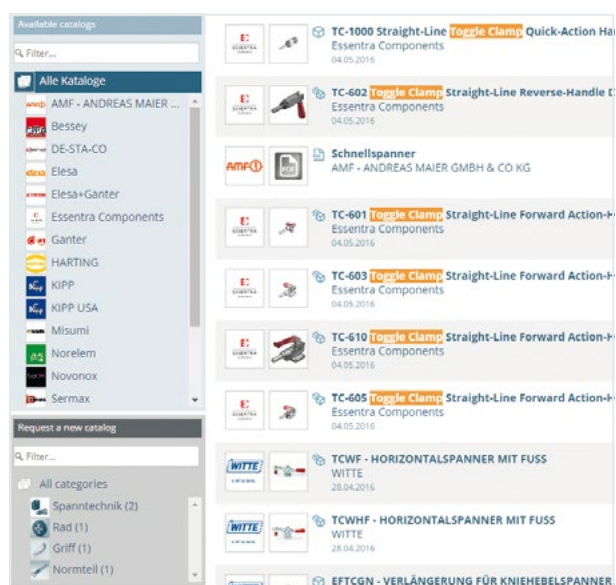 Available catalogs
Filter...
Alle Kataloge
AMF - ANDREAS MAIER ...
Bessey
DE-STA-CO
Elesa
Elesa+Ganter
Essentra Components
Ganter
HARTING
KIPP
KIPP USA
Misumi
Norelem
Novonox
Sermax
Request a new catalog
Filter...
All categories
Spanntechnik (2)
Rad (1)
Griff (1)
Normteil (1)
TC-1000 Straight-Line Toggle Clamp Quick-Action Ha
Essentra Components
04.05.2016
TC-602 Toggle Clamp Straight-Line Reverse-Handle
Essentra Components
04.05.2016
AMF
PDF
Schnellspanner
AMF - ANDREAS MAIER GMBH & CO KG
TC-601 Toggle Clamp Straight-Line Forward Action-
Essentra Components
04.05.2016
TC-603 Toggle Clamp Straight-Line Forward Action-
Essentra Components
04.05.2016
TC-610 Toggle Clamp Straight-Line Forward Action-
Essentra Components
04.05.2016
TC-605 Toggle Clamp Straight-Line Forward Action-
Essentra Components
04.05.2016
WITTE
TCWF - HORIZONTALSPANNER MIT FUSS
WITTE
28.04.2016
WITTE
TCWHF - HORIZONTALSPANNER MIT FUSS
WITTE
28.04.2016
EFTCGN - VERLÄNGERUNG FÜR KNIEHEBELSPANNER